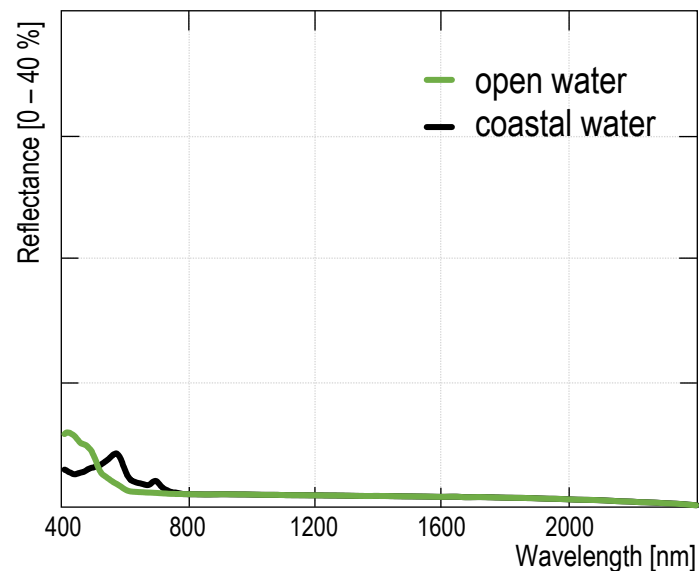 Reflectance [0 – 40 %]
open water
coastal water
400 800 1200 1600 2000
Wavelength [nm]